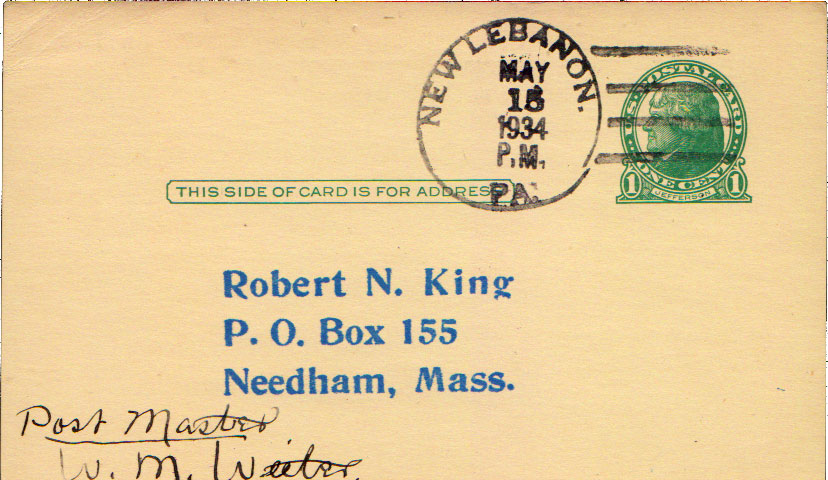 NEW LEBANON.
MAY
15
1934
P.M.
PA.
U.S. POSTAL CARD
ONE CENT
1 1
JEFFERSON
THIS SIDE OF CARD IS FOR ADDRESS
Robert N. King
P. O. Box 155
Needham, Mass.
Post Master
W. M.